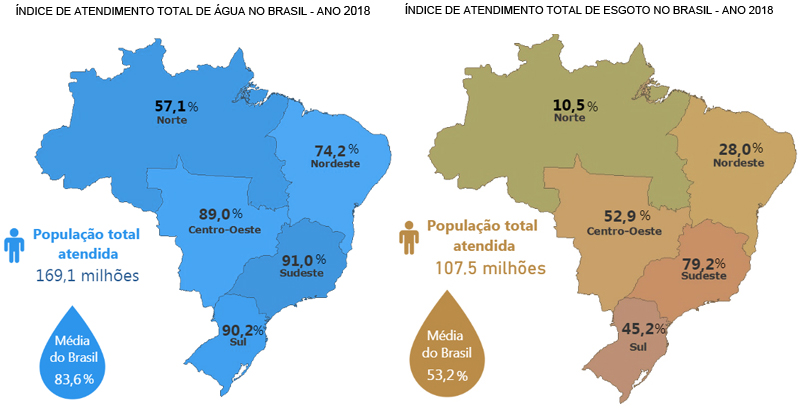 ÍNDICE DE ATENDIMENTO TOTAL DE ÁGUA NO BRASIL - ANO 2018
57,1%
Norte
74,2%
Nordeste
89,0%
Centro-Oeste
91,0%
Sudeste
90,2%
Sul
População total
atendida
169,1 milhões
Média
do Brasil
83,6%
ÍNDICE DE ATENDIMENTO TOTAL DE ESGOTO NO BRASIL - ANO 2018
10,5%
Norte
28,0%
Nordeste
52,9%
Centro-Oeste
79,2%
Sudeste
45,2%
Sul
População total
atendida
107,5 milhões
Média
do Brasil
53,2%